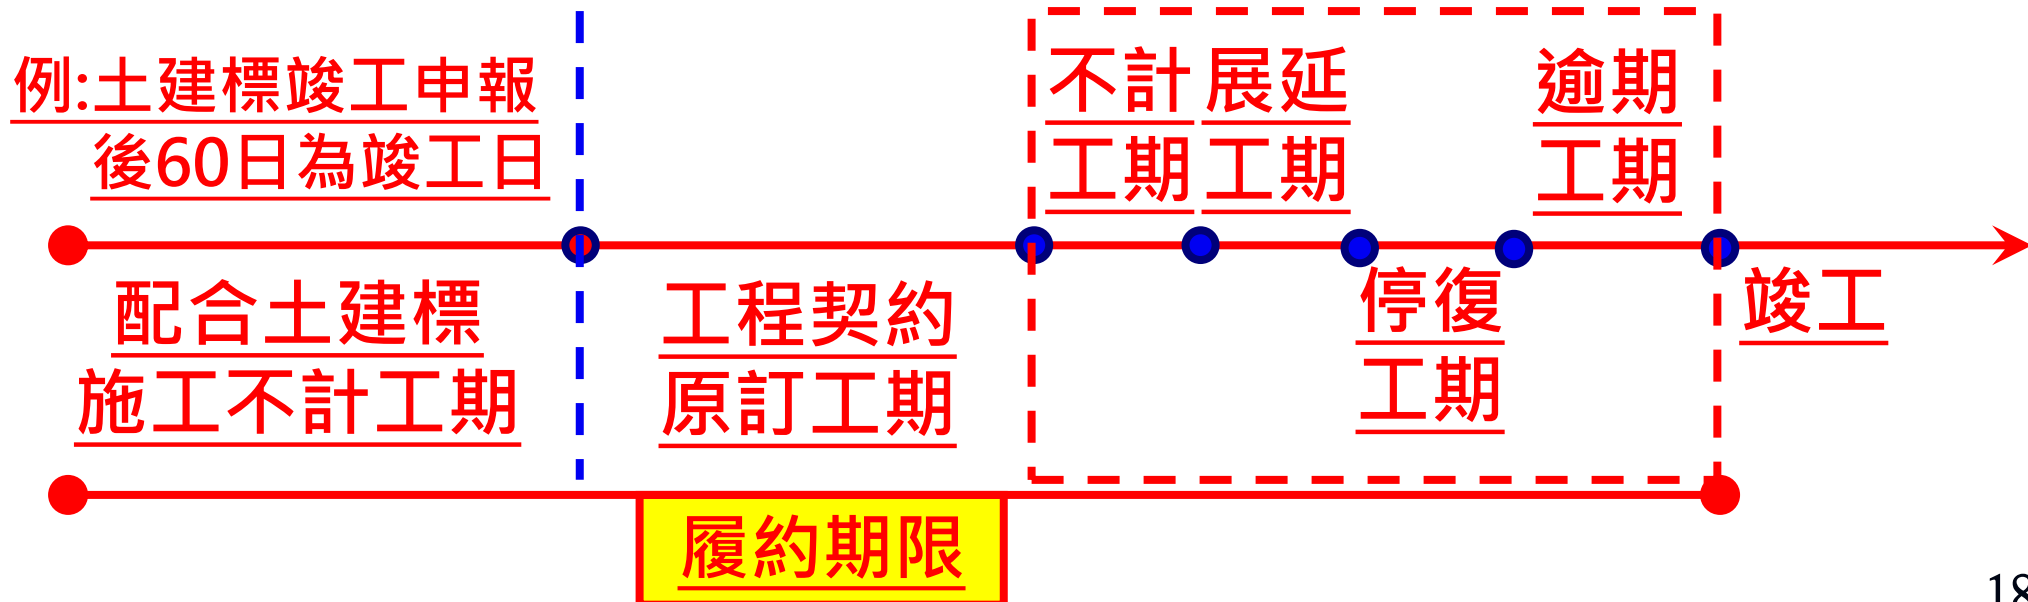 例:土建標竣工申報
後60日為竣工日
不計
工期
展延
工期
逾期
工期
配合土建標
施工不計工期
工程契約
原訂工期
停復
工期
竣工
履約期限
18